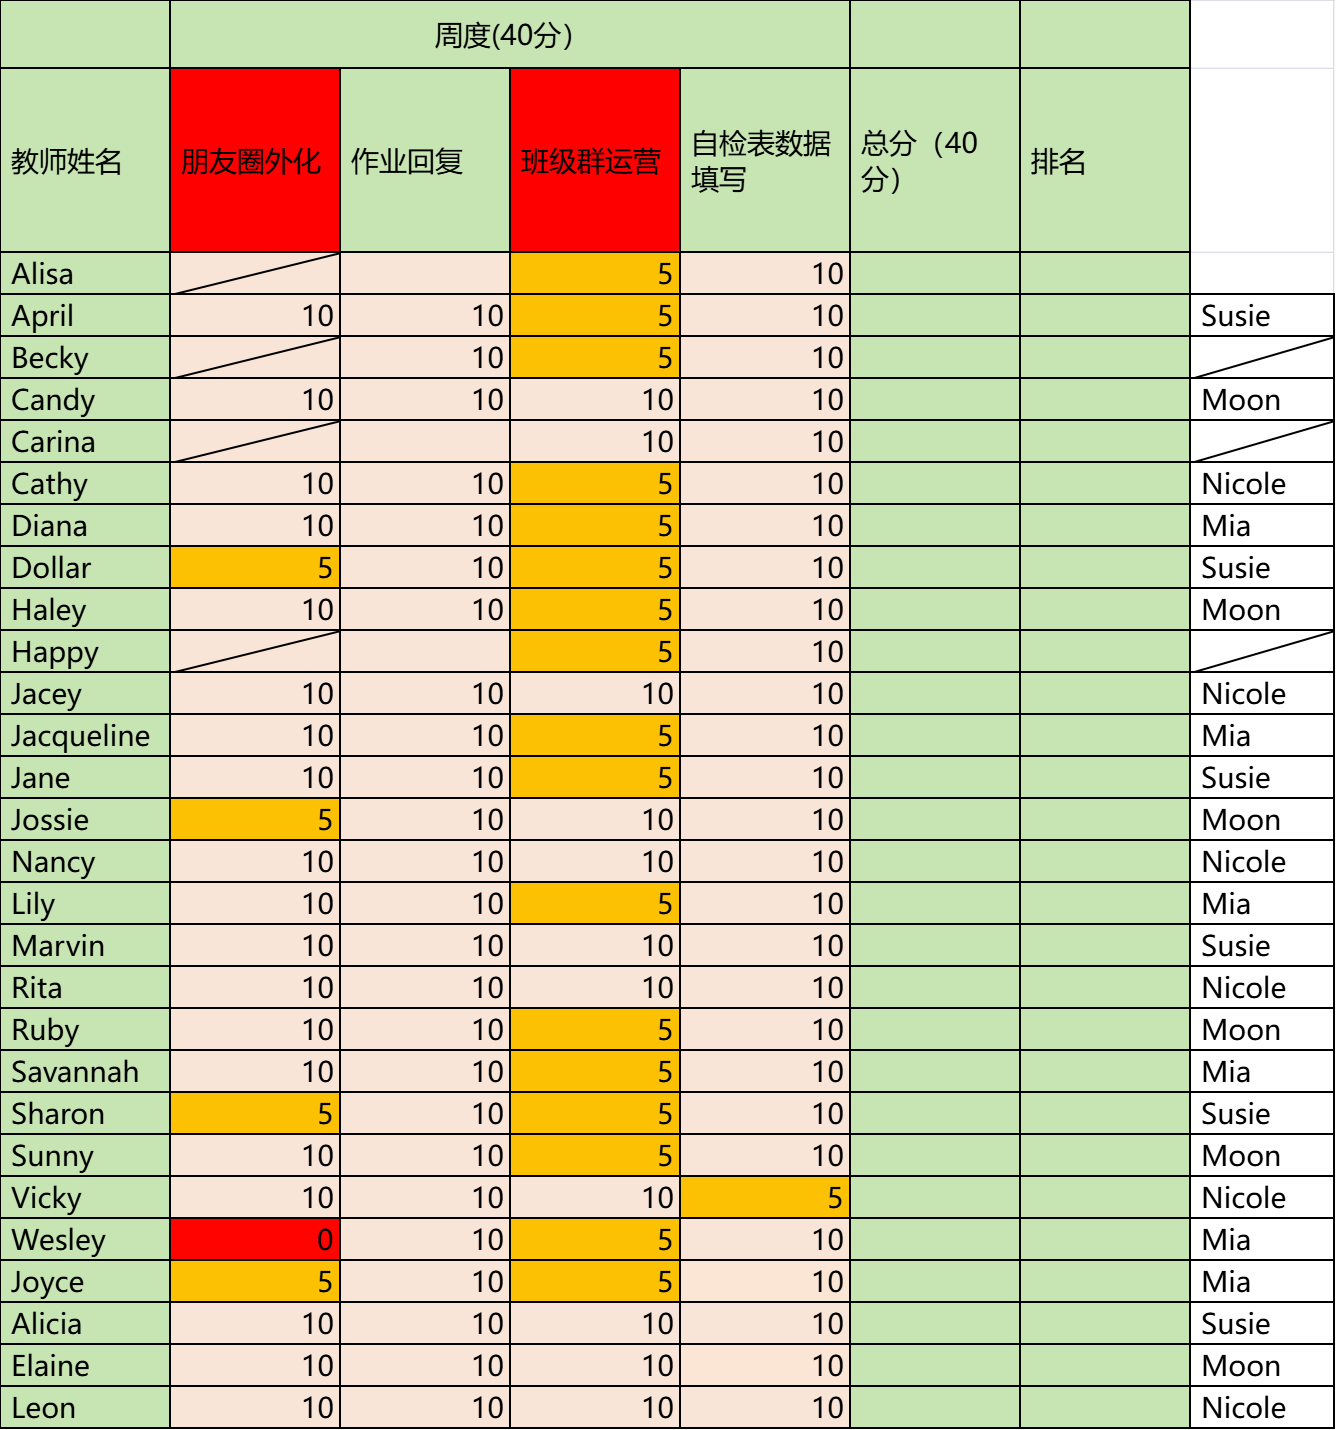 周度(40分）
教师姓名 朋友圈外化 作业回复 班级群运营 自检表数据填写 总分（40分） 排名
Alisa 5 10
April 10 10 5 10 Susie
Becky 10 5 10
Candy 10 10 10 10 Moon
Carina 10 10
Cathy 10 10 5 10 Nicole
Diana 10 10 5 10 Mia
Dollar 5 10 5 10 Susie
Haley 10 10 5 10 Moon
Happy 5 10
Jacey 10 10 10 10 Nicole
Jacqueline 10 10 5 10 Mia
Jane 10 10 5 10 Susie
Jossie 5 10 10 10 Moon
Nancy 10 10 10 10 Nicole
Lily 10 10 5 10 Mia
Marvin 10 10 10 10 Susie
Rita 10 10 10 10 Nicole
Ruby 10 10 5 10 Moon
Savannah 10 10 5 10 Mia
Sharon 5 10 5 10 Susie
Sunny 10 10 5 10 Moon
Vicky 10 10 10 5 Nicole
Wesley 0 10 5 10 Mia
Joyce 5 10 5 10 Mia
Alicia 10 10 10 10 Susie
Elaine 10 10 10 10 Moon
Leon 10 10 10 10 Nicole